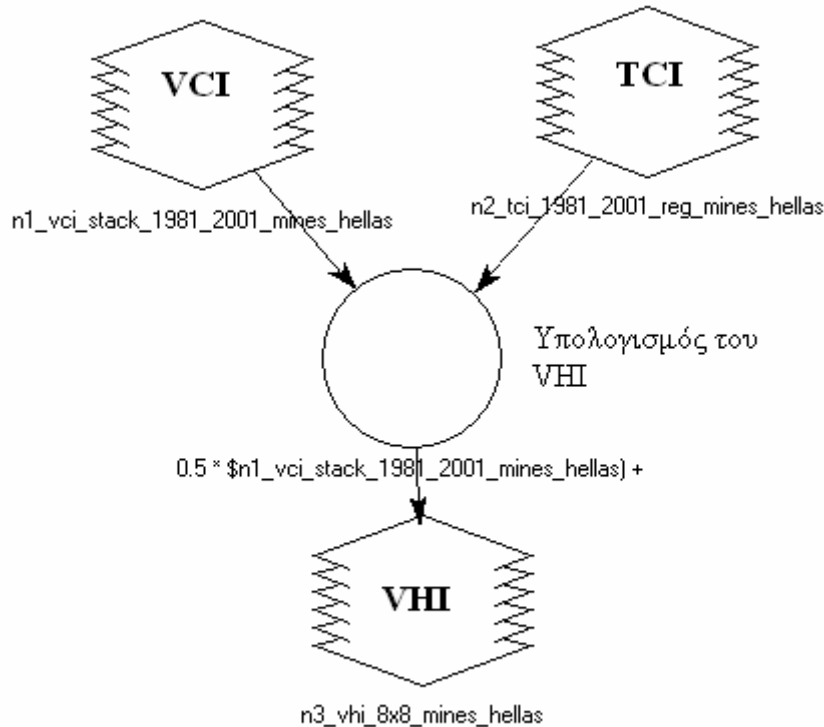 VCI
TCI
n1_vci_stack_1981_2001_mines_hellas
n2_tci_1981_2001_reg_mines_hellas
Υπολογισμός του
VHI
0.5 * $n1_vci_stack_1981_2001_mines_hellas) +
VHI
n3_vhi_8x8_mines_hellas